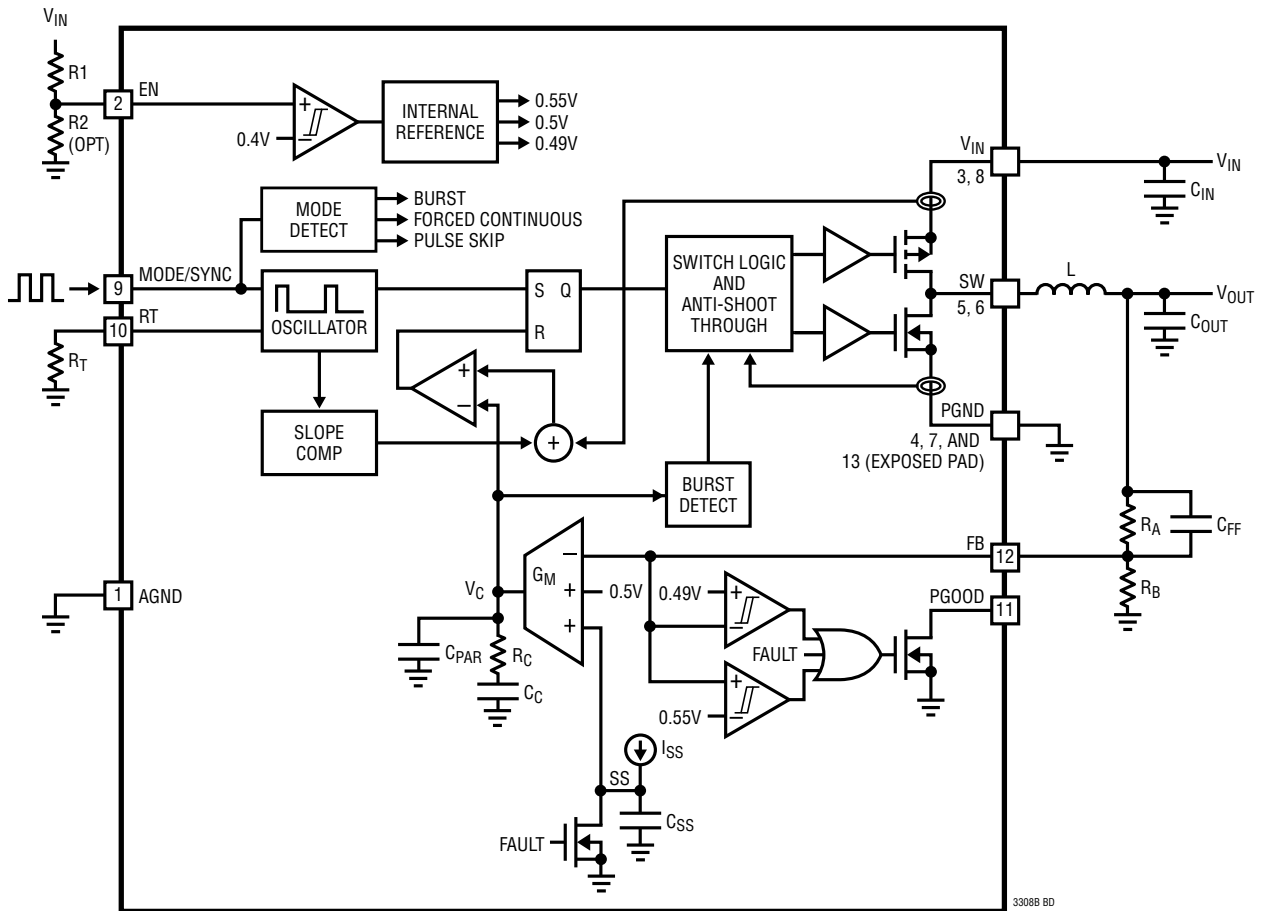 VIN
R1
R2
(OPT)
2
EN
0.4V
+
–
INTERNAL
REFERENCE
0.55V
0.5V
0.49V
MODE
DETECT
BURST
FORCED CONTINUOUS
PULSE SKIP
9
MODE/SYNC
10
RT
RT
OSCILLATOR
SLOPE
COMP
S Q
R
+
–
+
SWITCH LOGIC
AND
ANTI-SHOOT
THROUGH
BURST
DETECT
VIN
3, 8
VIN
CIN
SW
5, 6
L
VOUT
COUT
PGND
4, 7, AND
13 (EXPOSED PAD)
RA
CFF
FB
12
RB
PGOOD
11
1
AGND
VC
GM
–
+
+
0.5V
0.49V
+
–
FAULT
+
–
0.55V
CPAR
RC
CC
ISS
SS
CSS
FAULT
3308B BD